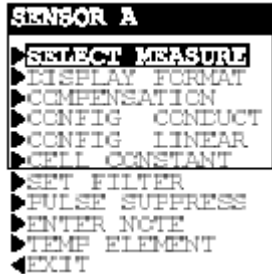 SENSOR A
SELECT MEASURE
DISPLAY FORMAT
COMPENSATION
CONFIG CONDUCT
CONFIG LINEAR
CELL CONSTANT
SET FILTER
PULSE SUPPRESS
ENTER NOTE
TEMP ELEMENT
EXIT